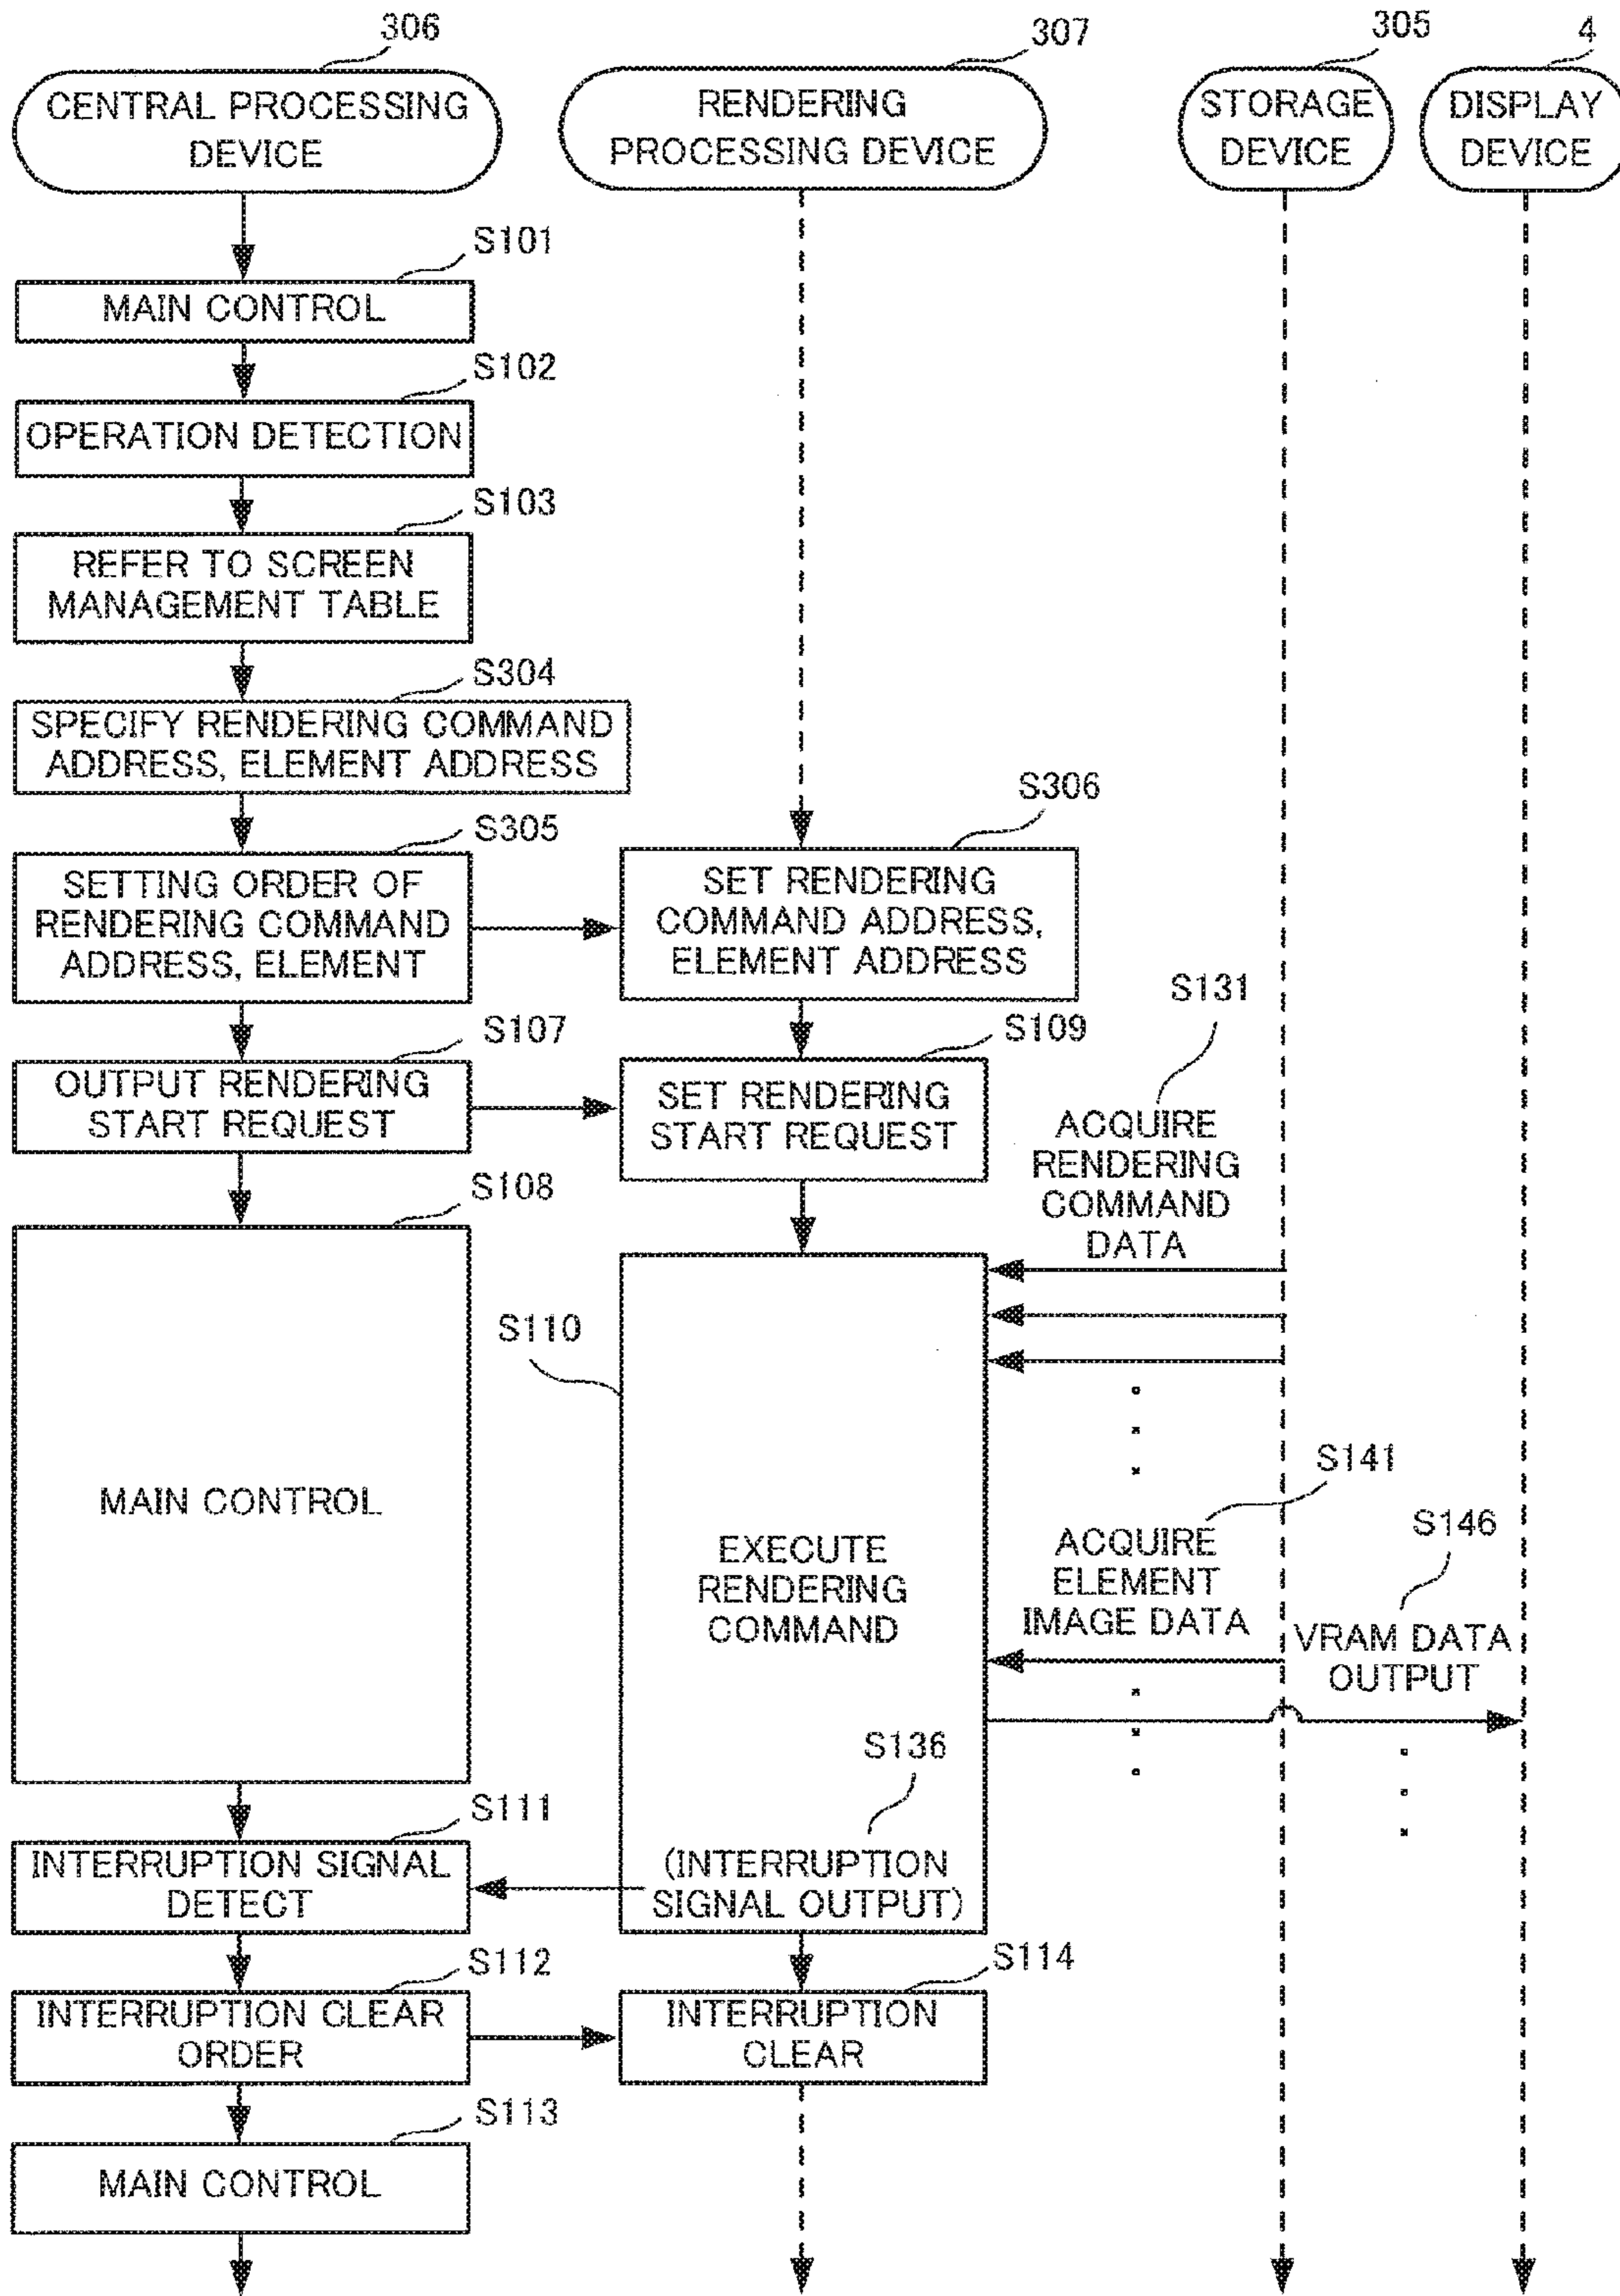 306
307
305
4
CENTRAL PROCESSING
DEVICE
RENDERING
PROCESSING DEVICE
STORAGE
DEVICE
DISPLAY
DEVICE
S101
MAIN CONTROL
S102
OPERATION DETECTION
S103
REFER TO SCREEN
MANAGEMENT TABLE
S304
SPECIFY RENDERING COMMAND
ADDRESS, ELEMENT ADDRESS
S305
SETTING ORDER OF
RENDERING COMMAND
ADDRESS, ELEMENT
S306
SET RENDERING
COMMAND ADDRESS,
ELEMENT ADDRESS
S107
OUTPUT RENDERING
START REQUEST
S109
SET RENDERING
START REQUEST
S131
ACQUIRE
RENDERING
COMMAND
DATA
S108
MAIN CONTROL
S110
EXECUTE
RENDERING
COMMAND
S141
ACQUIRE
ELEMENT
IMAGE DATA
S146
VRAM DATA
OUTPUT
S136
(INTERRUPTION
SIGNAL OUTPUT)
S111
INTERRUPTION SIGNAL
DETECT
S112
INTERRUPTION CLEAR
ORDER
S114
INTERRUPTION
CLEAR
S113
MAIN CONTROL